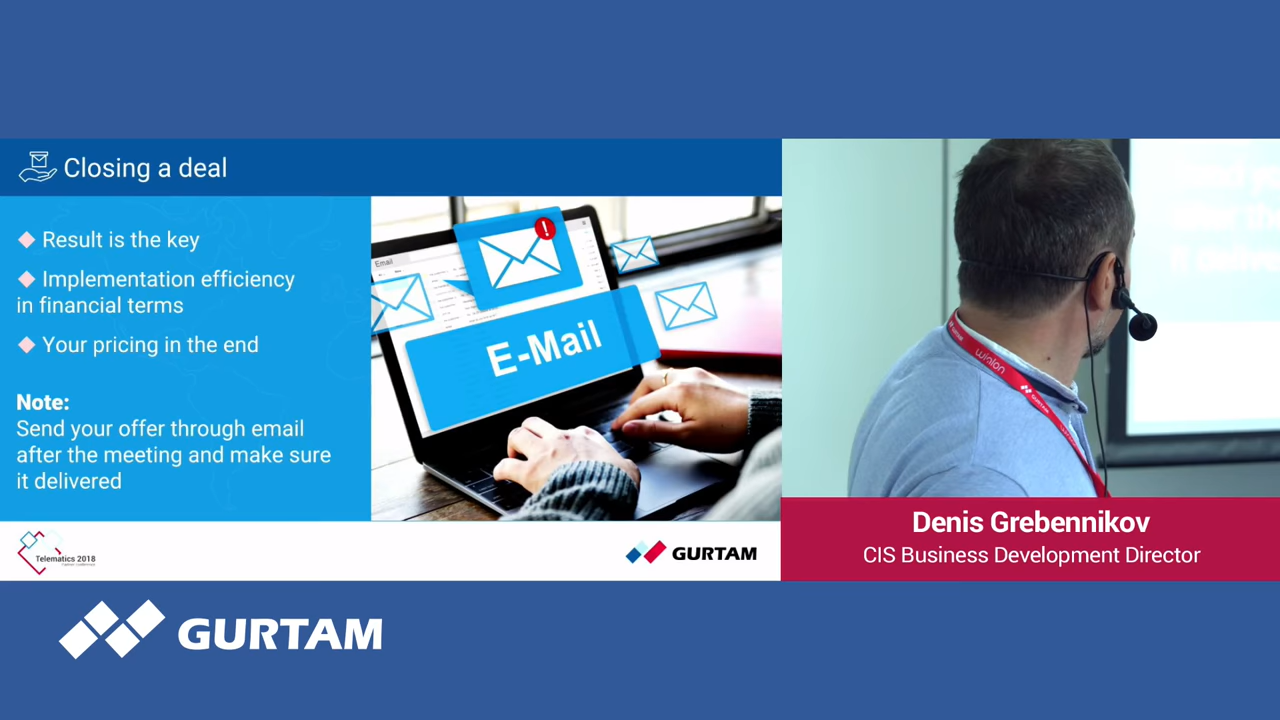 Closing a deal
Result is the key
Implementation efficiency
in financial terms
Your pricing in the end
Note:
Send your offer through email
after the meeting and make sure
it delivered
Email
E-Mail
!
Telematics 2018
GURTAM
wialon
GURTAM
Denis Grebennikov
CIS Business Development Director
GURTAM